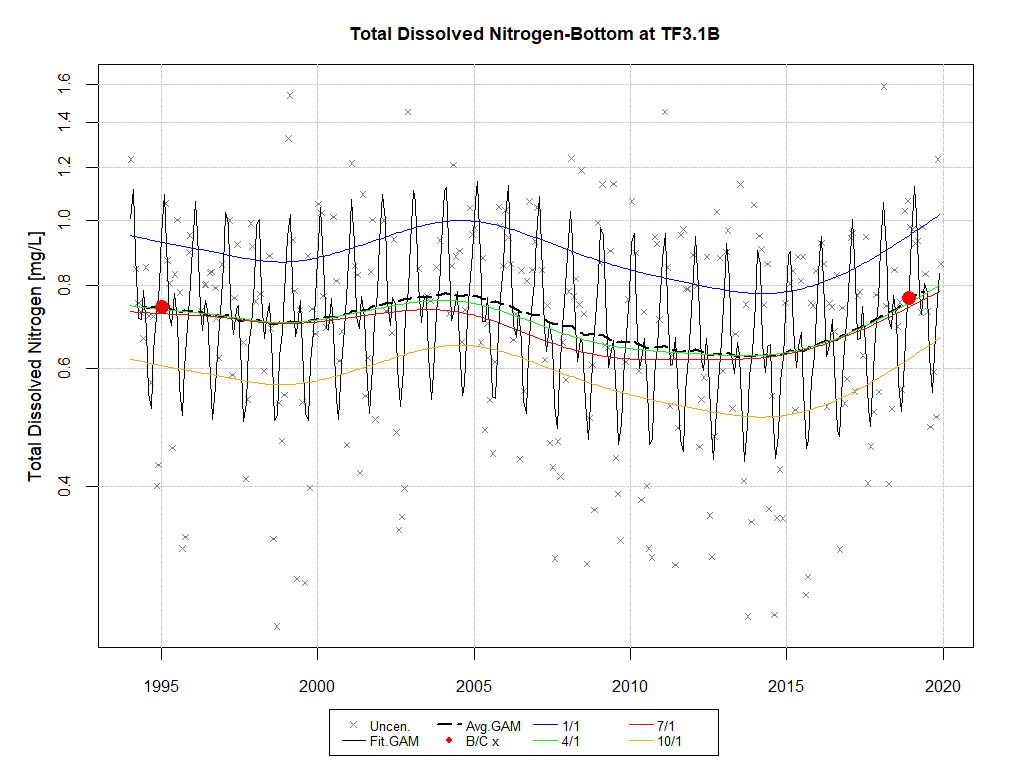 Total Dissolved Nitrogen-Bottom at TF3.1B
Total Dissolved Nitrogen [mg/L]
1.6
1.4
1.2
1.0
0.8
0.6
0.4
1995 2000 2005 2010 2015 2020
Uncen. Avg.GAM 1/1 7/1
Fit.GAM B/C x 4/1 10/1